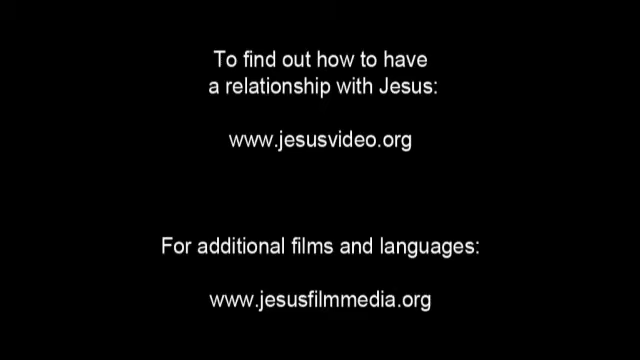 To find out how to have
a relationship with Jesus:
www.jesusvideo.org
For additional films and languages:
www.jesusfilmmedia.org